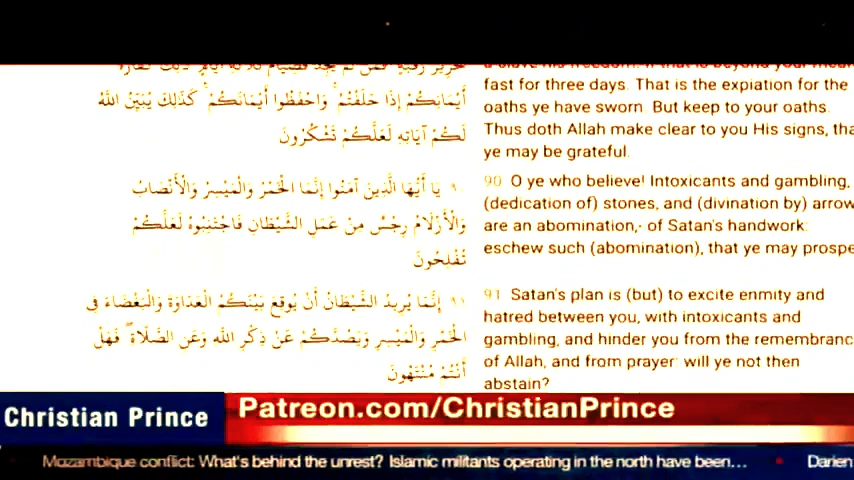 أَيْمَانِكُمْ إِذَا حَلَفْتُمْ ۚ وَاحْفَظُوا أَيْمَانَكُمْ ۚ كَذَٰلِكَ يُبَيِّنُ اللَّهُ
لَكُمْ آيَاتِهِ لَعَلَّكُمْ تَشْكُرُونَ
٩٠ يَا أَيُّهَا الَّذِينَ آمَنُوا إِنَّمَا الْخَمْرُ وَالْمَيْسِرُ وَالْأَنْصَابُ
وَالْأَزْلَامُ رِجْسٌ مِنْ عَمَلِ الشَّيْطَانِ فَاجْتَنِبُوهُ لَعَلَّكُمْ
تُفْلِحُونَ
٩١ إِنَّمَا يُرِيدُ الشَّيْطَانُ أَنْ يُوقِعَ بَيْنَكُمُ الْعَدَاوَةَ وَالْبَغْضَاءَ فِي
الْخَمْرِ وَالْمَيْسِرِ وَيَصُدَّكُمْ عَنْ ذِكْرِ اللَّهِ وَعَنِ الصَّلَاةِ ۖ فَهَلْ
أَنْتُمْ مُنْتَهُونَ
fast for three days. That is the expiation for the
oaths ye have sworn. But keep to your oaths.
Thus doth Allah make clear to you His signs, tha
ye may be grateful.
90 O ye who believe! Intoxicants and gambling,
(dedication of) stones, and (divination by) arrow
are an abomination,- of Satan's handwork:
eschew such (abomination), that ye may prospe
91 Satan's plan is (but) to excite enmity and
hatred between you, with intoxicants and
gambling, and hinder you from the remembranc
of Allah, and from prayer: will ye not then
abstain?
Christian Prince
Patreon.com/ChristianPrince
Mozambique conflict: What's behind the unrest? Islamic militants operating in the north have been... • Darien